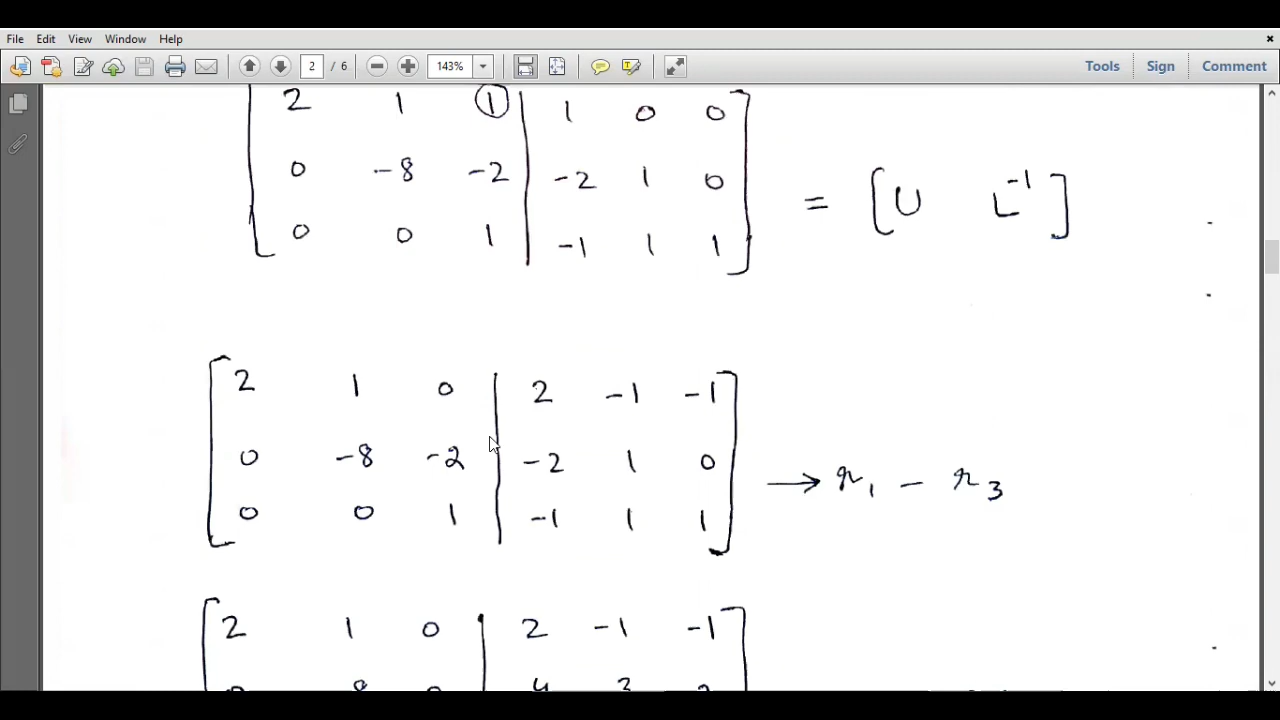 File Edit View Window Help
2 / 6 143% Tools Sign Comment
2 1 1 | 1 0 0
0 -8 -2 | -2 1 0 = [U L⁻¹]
0 0 1 | -1 1 1
2 1 0 | 2 -1 -1
0 -8 -2 | -2 1 0 → r₁ - r₃
0 0 1 | -1 1 1
2 1 0 | 2 -1 -1